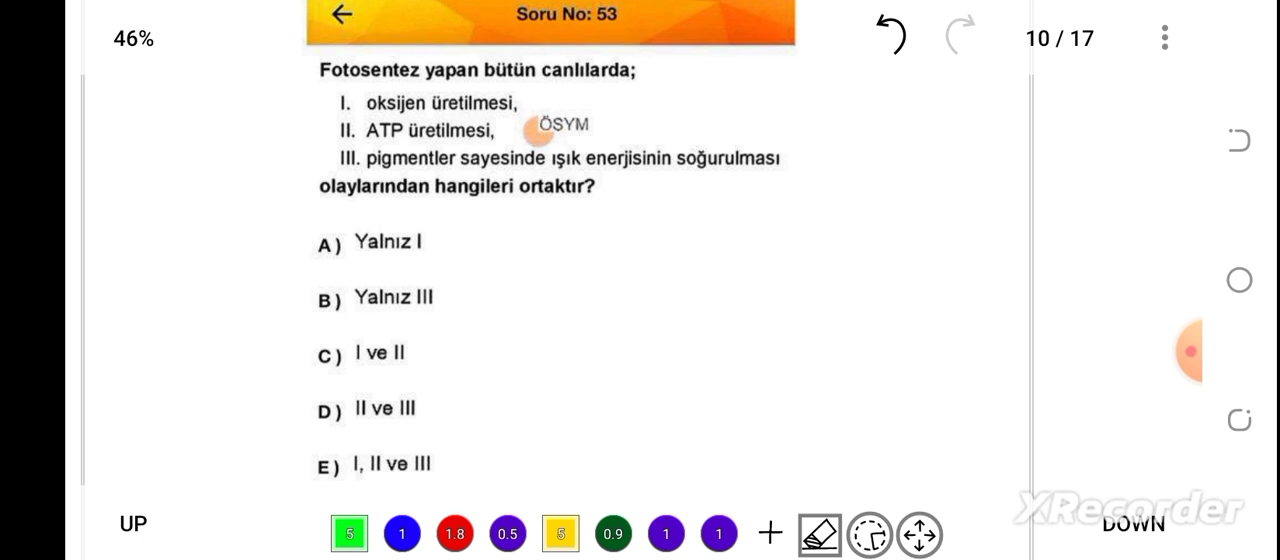 46%
Soru No: 53
10 / 17
Fotosentez yapan bütün canlılarda;
I. oksijen üretilmesi,
II. ATP üretilmesi,
ÖSYM
III. pigmentler sayesinde ışık enerjisinin soğurulması
olaylarından hangileri ortaktır?
A) Yalnız I
B) Yalnız III
C) I ve II
D) II ve III
E) I, II ve III
UP
5 1 1.8 0.5 5 0.9 1 1
XRecorder
DOWN